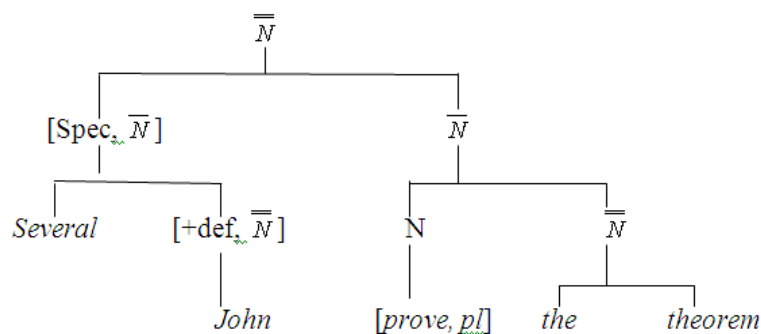 N̿
[Spec, N̅] N̅
Several [+def, N̿] N N̿
John [prove, pl] the theorem